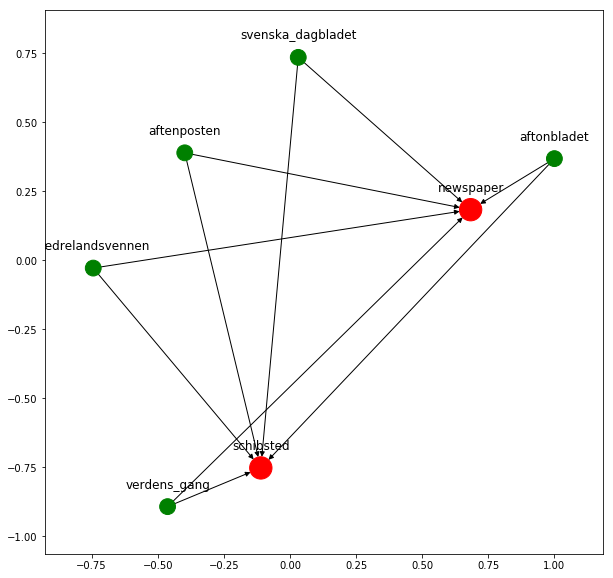 svenska_dagbladet
aftenposten
aftonbladet
newspaper
edrelandsvennen
schibsted
verdens_gang
0.75
0.50
0.25
0.00
−0.25
−0.50
−0.75
−1.00
−0.75 −0.50 −0.25 0.00 0.25 0.50 0.75 1.00